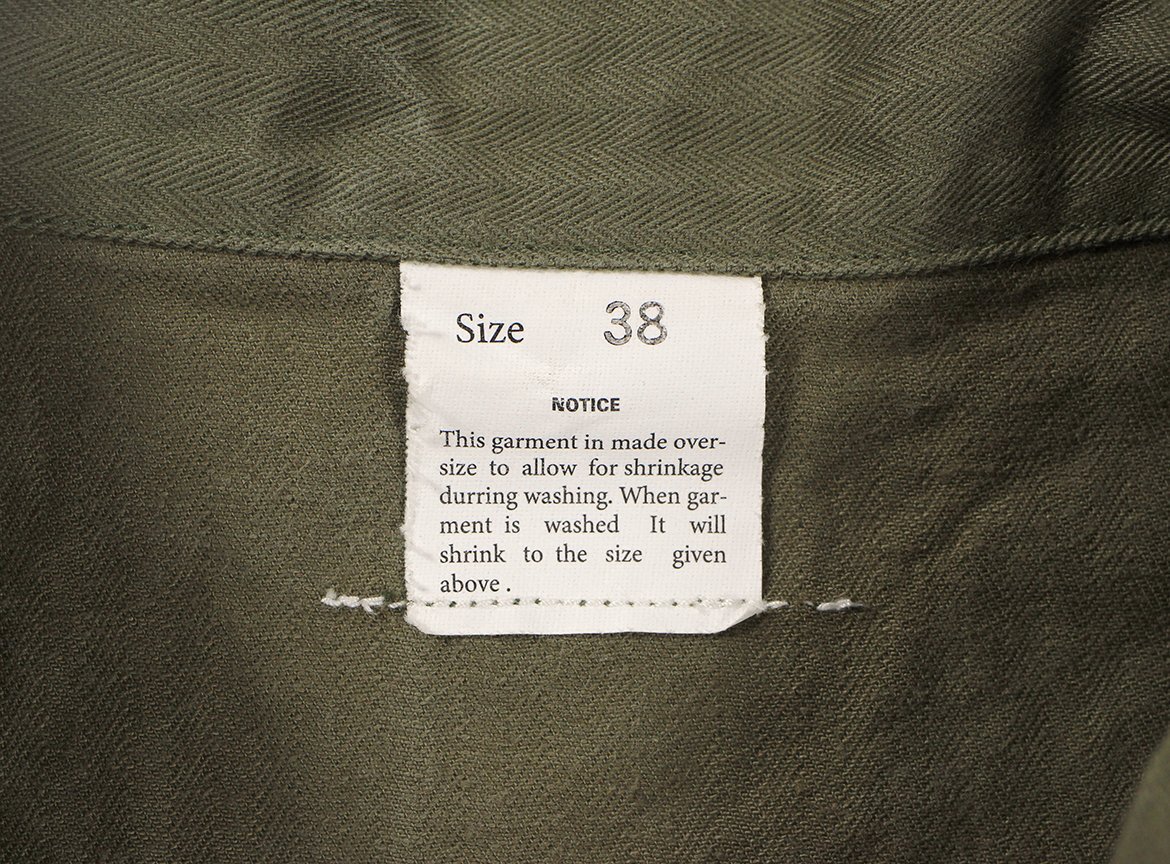 Size 38
NOTICE
This garment in made over-
size to allow for shrinkage
durring washing. When gar-
ment is washed It will
shrink to the size given
above .